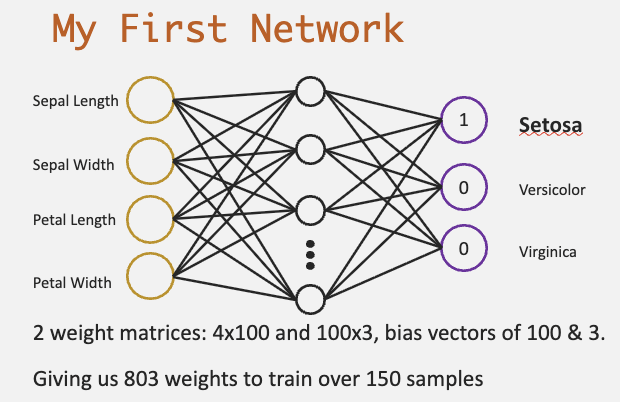 My First Network
Sepal Length
Sepal Width
Petal Length
Petal Width
1
0
0
Setosa
Versicolor
Virginica
2 weight matrices: 4x100 and 100x3, bias vectors of 100 & 3.
Giving us 803 weights to train over 150 samples